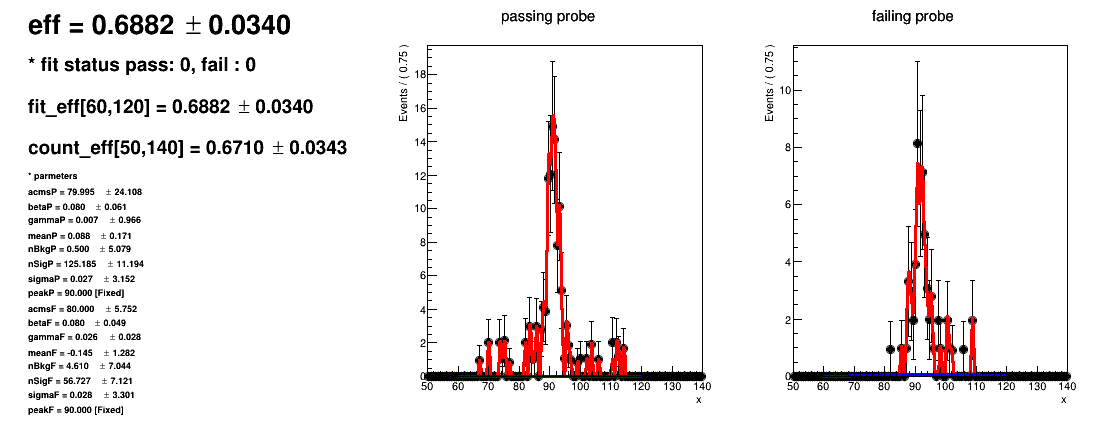 eff = 0.6882 ± 0.0340
* fit status pass: 0, fail : 0
fit_eff[60,120] = 0.6882 ± 0.0340
count_eff[50,140] = 0.6710 ± 0.0343
* parmeters
acmsP = 79.995 ± 24.108
betaP = 0.080 ± 0.061
gammaP = 0.007 ± 0.966
meanP = 0.088 ± 0.171
nBkgP = 0.500 ± 5.079
nSigP = 125.185 ± 11.194
sigmaP = 0.027 ± 3.152
peakP = 90.000 [Fixed]
acmsF = 80.000 ± 5.752
betaF = 0.080 ± 0.049
gammaF = 0.026 ± 0.028
meanF = -0.145 ± 1.282
nBkgF = 4.610 ± 7.044
nSigF = 56.727 ± 7.121
sigmaF = 0.028 ± 3.301
peakF = 90.000 [Fixed]
passing probe
Events / ( 0.75 )
18
16
14
12
10
8
6
4
2
0
50 60 70 80 90 100 110 120 130 140
x
failing probe
Events / ( 0.75 )
10
8
6
4
2
0
50 60 70 80 90 100 110 120 130 140
x